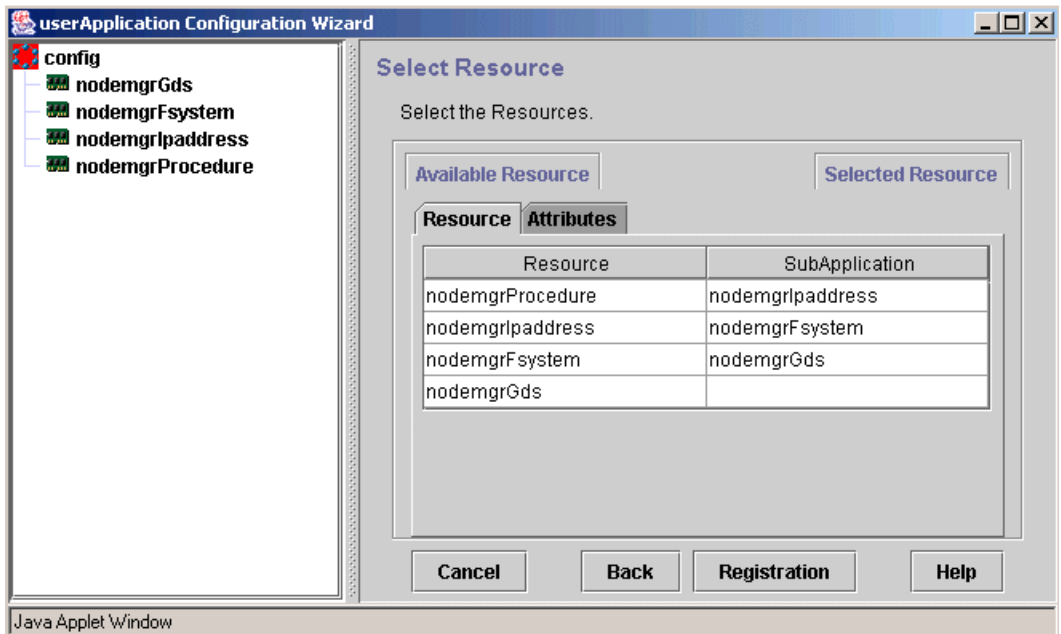 userApplication Configuration Wizard
config
nodemgrGds
nodemgrFsystem
nodemgrIpaddress
nodemgrProcedure
Select Resource
Select the Resources.
Available Resource
Selected Resource
Resource Attributes
Resource SubApplication
nodemgrProcedure nodemgrIpaddress
nodemgrIpaddress nodemgrFsystem
nodemgrFsystem nodemgrGds
nodemgrGds
Cancel Back Registration Help
Java Applet Window